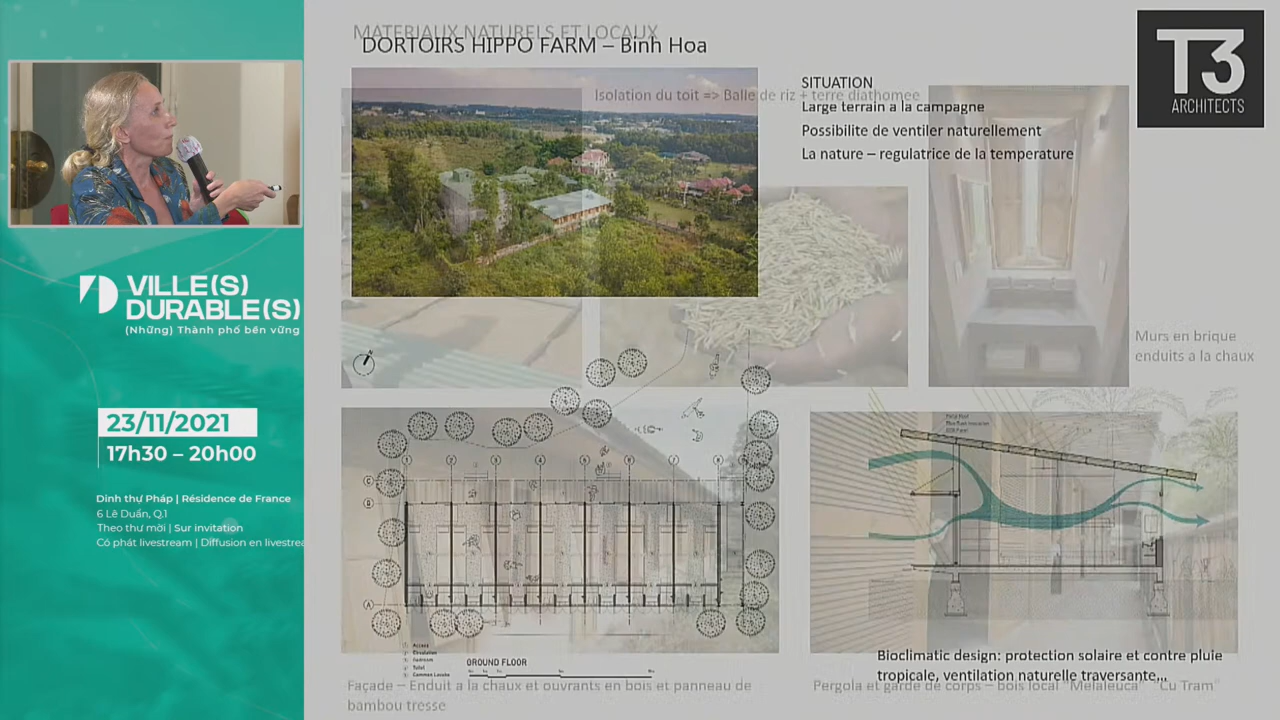 MATERIAUX NATURELS ET LOCAUX
DORTOIRS HIPPO FARM – Binh Hoa
T3
ARCHITECTS
SITUATION
Isolation du toit => Balle de riz + terre diathomee
Large terrain a la campagne
Possibilite de ventiler naturellement
La nature – regulatrice de la temperature
VILLE(S)
DURABLE(S)
(Những) Thành phố bền vững
Murs en brique
enduits a la chaux
23/11/2021
17h30 – 20h00
Dinh thự Pháp | Résidence de France
6 Lê Duẩn, Q.1
Theo thư mời | Sur invitation
Có phát livestream | Diffusion en livestrea
GROUND FLOOR
Bioclimatic design: protection solaire et contre pluie
tropicale, ventilation naturelle traversante...
Façade – Enduit a la chaux et ouvrants en bois et panneau de
bambou tresse
Pergola et garde de corps – bois local "Melaleuca" "Cu Tram"